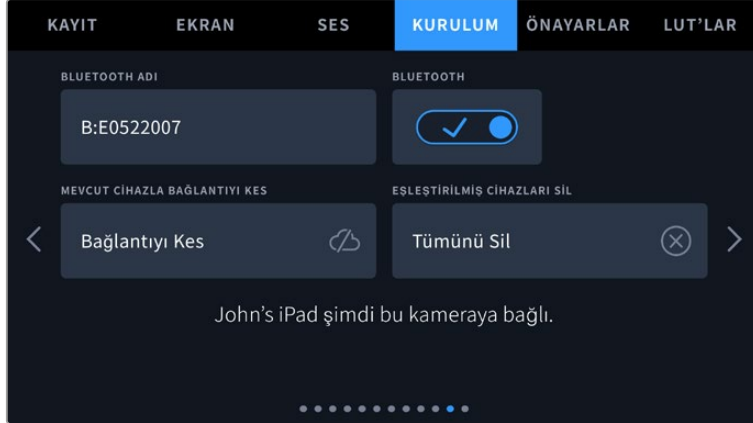 KAYIT EKRAN SES KURULUM ÖNAYARLAR LUT’LAR
BLUETOOTH ADI BLUETOOTH
B:E0522007
MEVCUT CİHAZLA BAĞLANTIYI KES EŞLEŞTİRİLMİŞ CİHAZLARI SİL
Bağlantıyı Kes Tümünü Sil
John’s iPad şimdi bu kameraya bağlı.